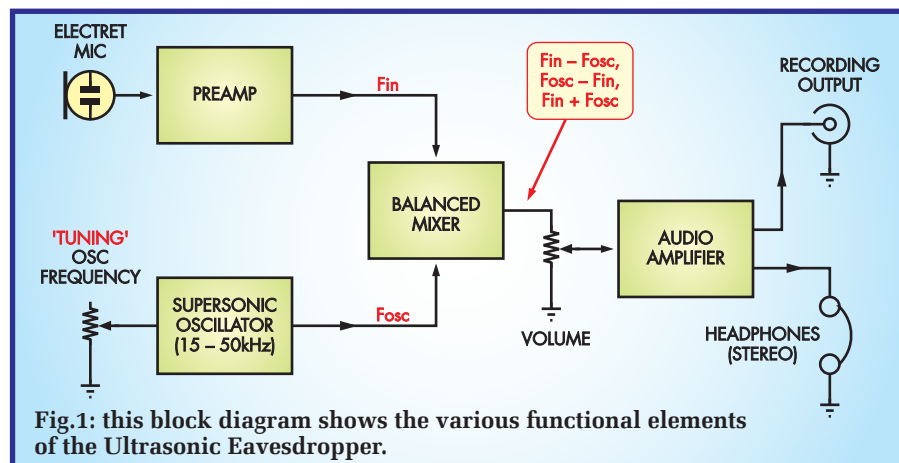 ELECTRET
MIC
PREAMP
Fin
Fin – Fosc,
Fosc – Fin,
Fin + Fosc
RECORDING
OUTPUT
BALANCED
MIXER
AUDIO
AMPLIFIER
'TUNING'
OSC
FREQUENCY
SUPERSONIC
OSCILLATOR
(15 – 50kHz)
Fosc
VOLUME
HEADPHONES
(STEREO)
Fig.1: this block diagram shows the various functional elements
of the Ultrasonic Eavesdropper.